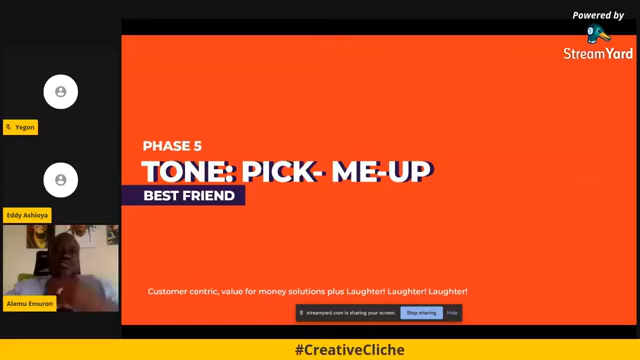 Powered by
StreamYard
Yegon
Eddy Ashioya
Alemu Emuron
PHASE 5
TONE: PICK- ME-UP
BEST FRIEND
Customer centric, value for money solutions plus Laughter! Laughter! Laughter!
streamyard.com is sharing your screen.
Stop sharing
Hide
#CreativeCliche